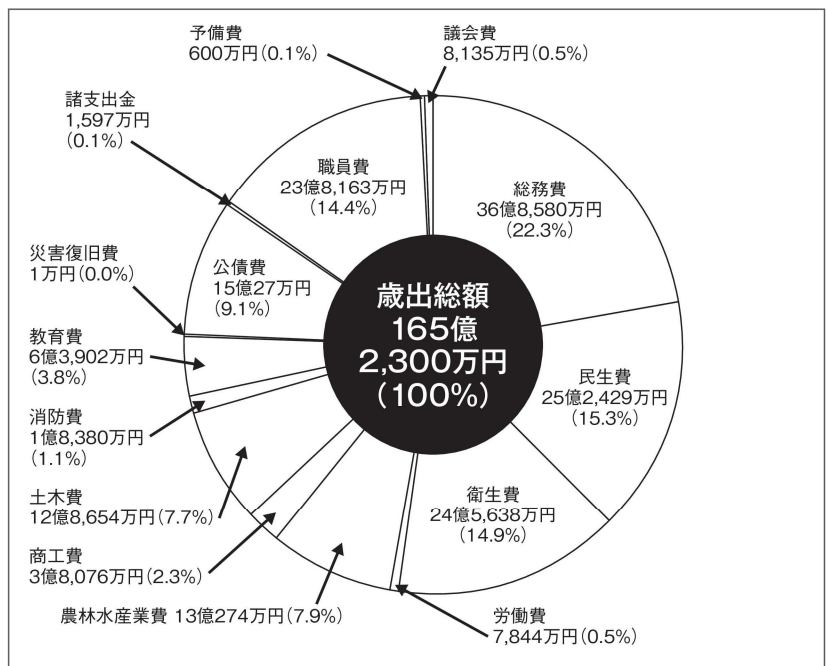 予備費
600万円(0.1%)
議会費
8,135万円(0.5%)
諸支出金
1,597万円
(0.1%)
職員費
23億8,163万円
(14.4%)
総務費
36億8,580万円
(22.3%)
災害復旧費
1万円(0.0%)
公債費
15億27万円
(9.1%)
歳出総額
165億
2,300万円
(100%)
教育費
6億3,902万円
(3.8%)
民生費
25億2,429万円
(15.3%)
消防費
1億8,380万円
(1.1%)
土木費
12億8,654万円(7.7%)
衛生費
24億5,638万円
(14.9%)
商工費
3億8,076万円(2.3%)
農林水産業費 13億274万円(7.9%)
労働費
7,844万円(0.5%)